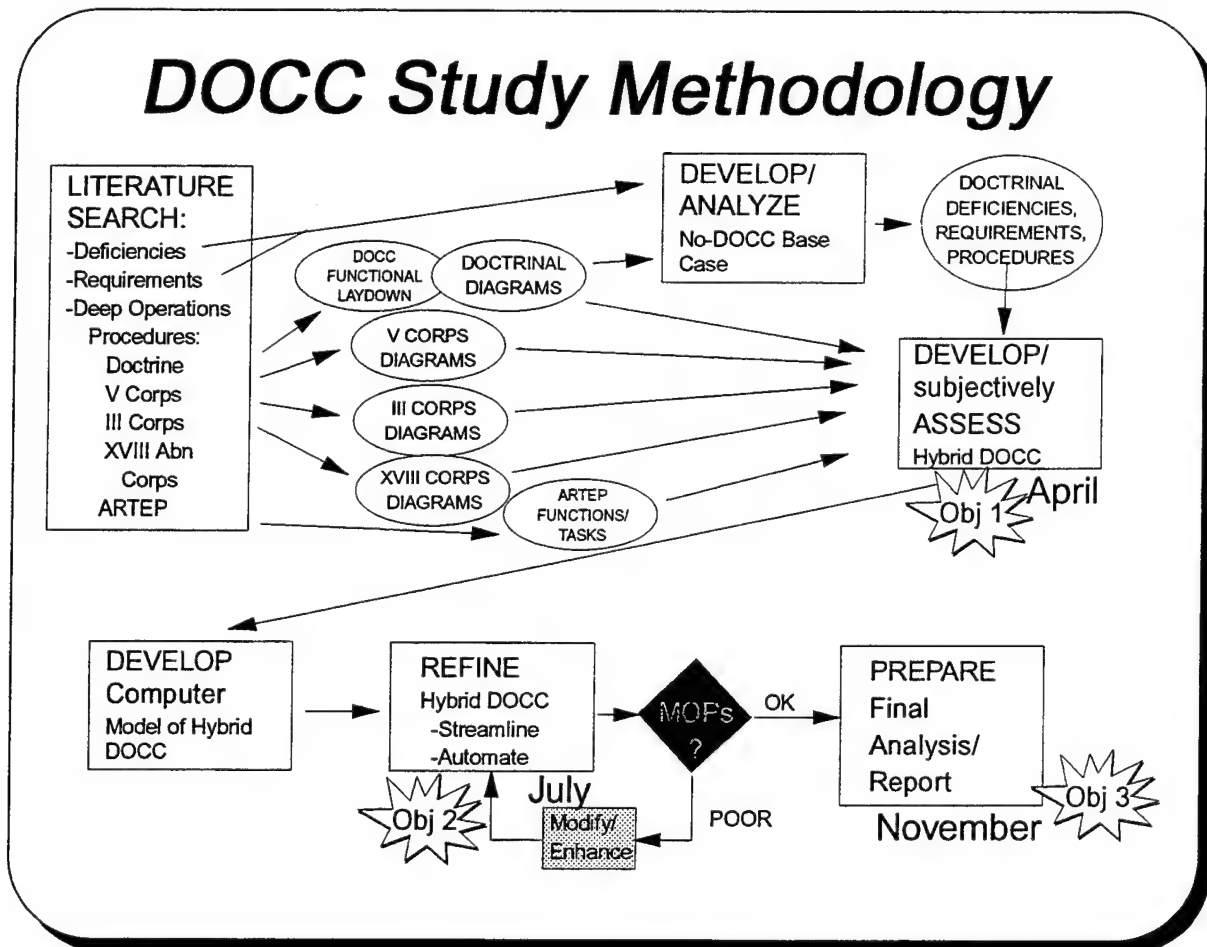 DOCC Study Methodology
LITERATURE
SEARCH:
-Deficiencies
-Requirements
-Deep Operations
Procedures:
Doctrine
V Corps
III Corps
XVIII Abn
Corps
ARTEP
DOCC
FUNCTIONAL
LAYDOWN
DOCTRINAL
DIAGRAMS
V CORPS
DIAGRAMS
III CORPS
DIAGRAMS
XVIII CORPS
DIAGRAMS
ARTEP
FUNCTIONS/
TASKS
DEVELOP/
ANALYZE
No-DOCC Base
Case
DOCTRINAL
DEFICIENCIES,
REQUIREMENTS,
PROCEDURES
DEVELOP/
subjectively
ASSESS
Hybrid DOCC
Obj 1
April
DEVELOP
Computer
Model of Hybrid
DOCC
REFINE
Hybrid DOCC
-Streamline
-Automate
Obj 2
July
MOPs
?
OK
POOR
Modify/
Enhance
PREPARE
Final
Analysis/
Report
Obj 3
November